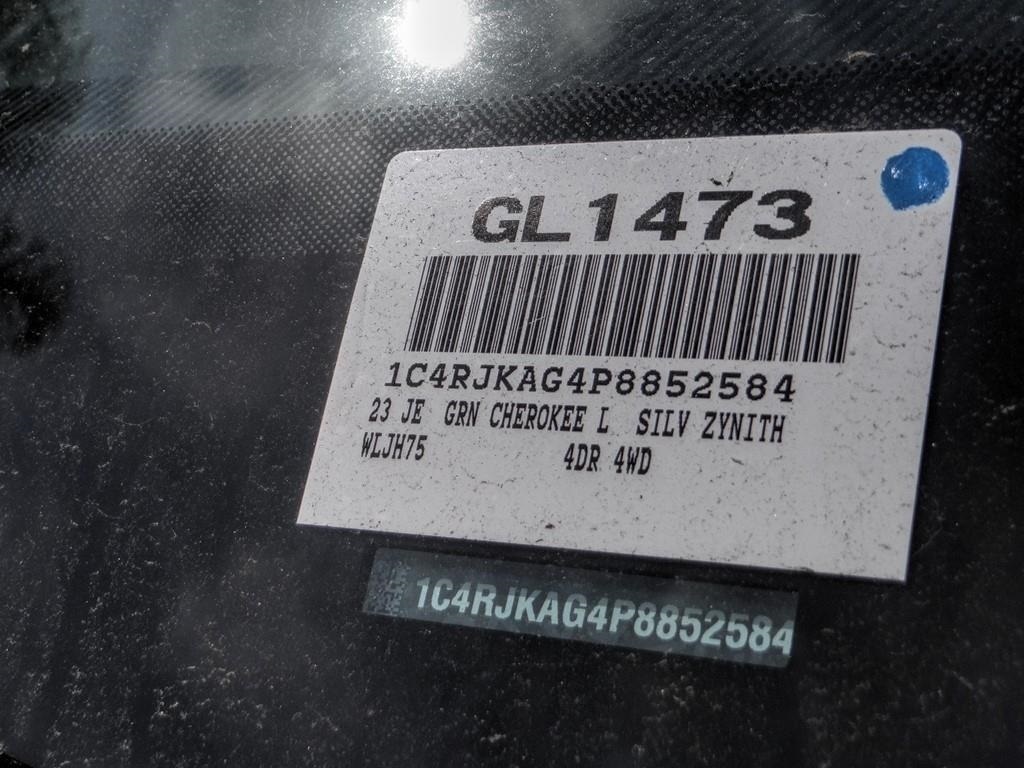 GL1473
1C4RJKAG4P8852584
23 JE GRN CHEROKEE L SILV ZYNITH
WLJH75 4DR 4WD
1C4RJKAG4P8852584